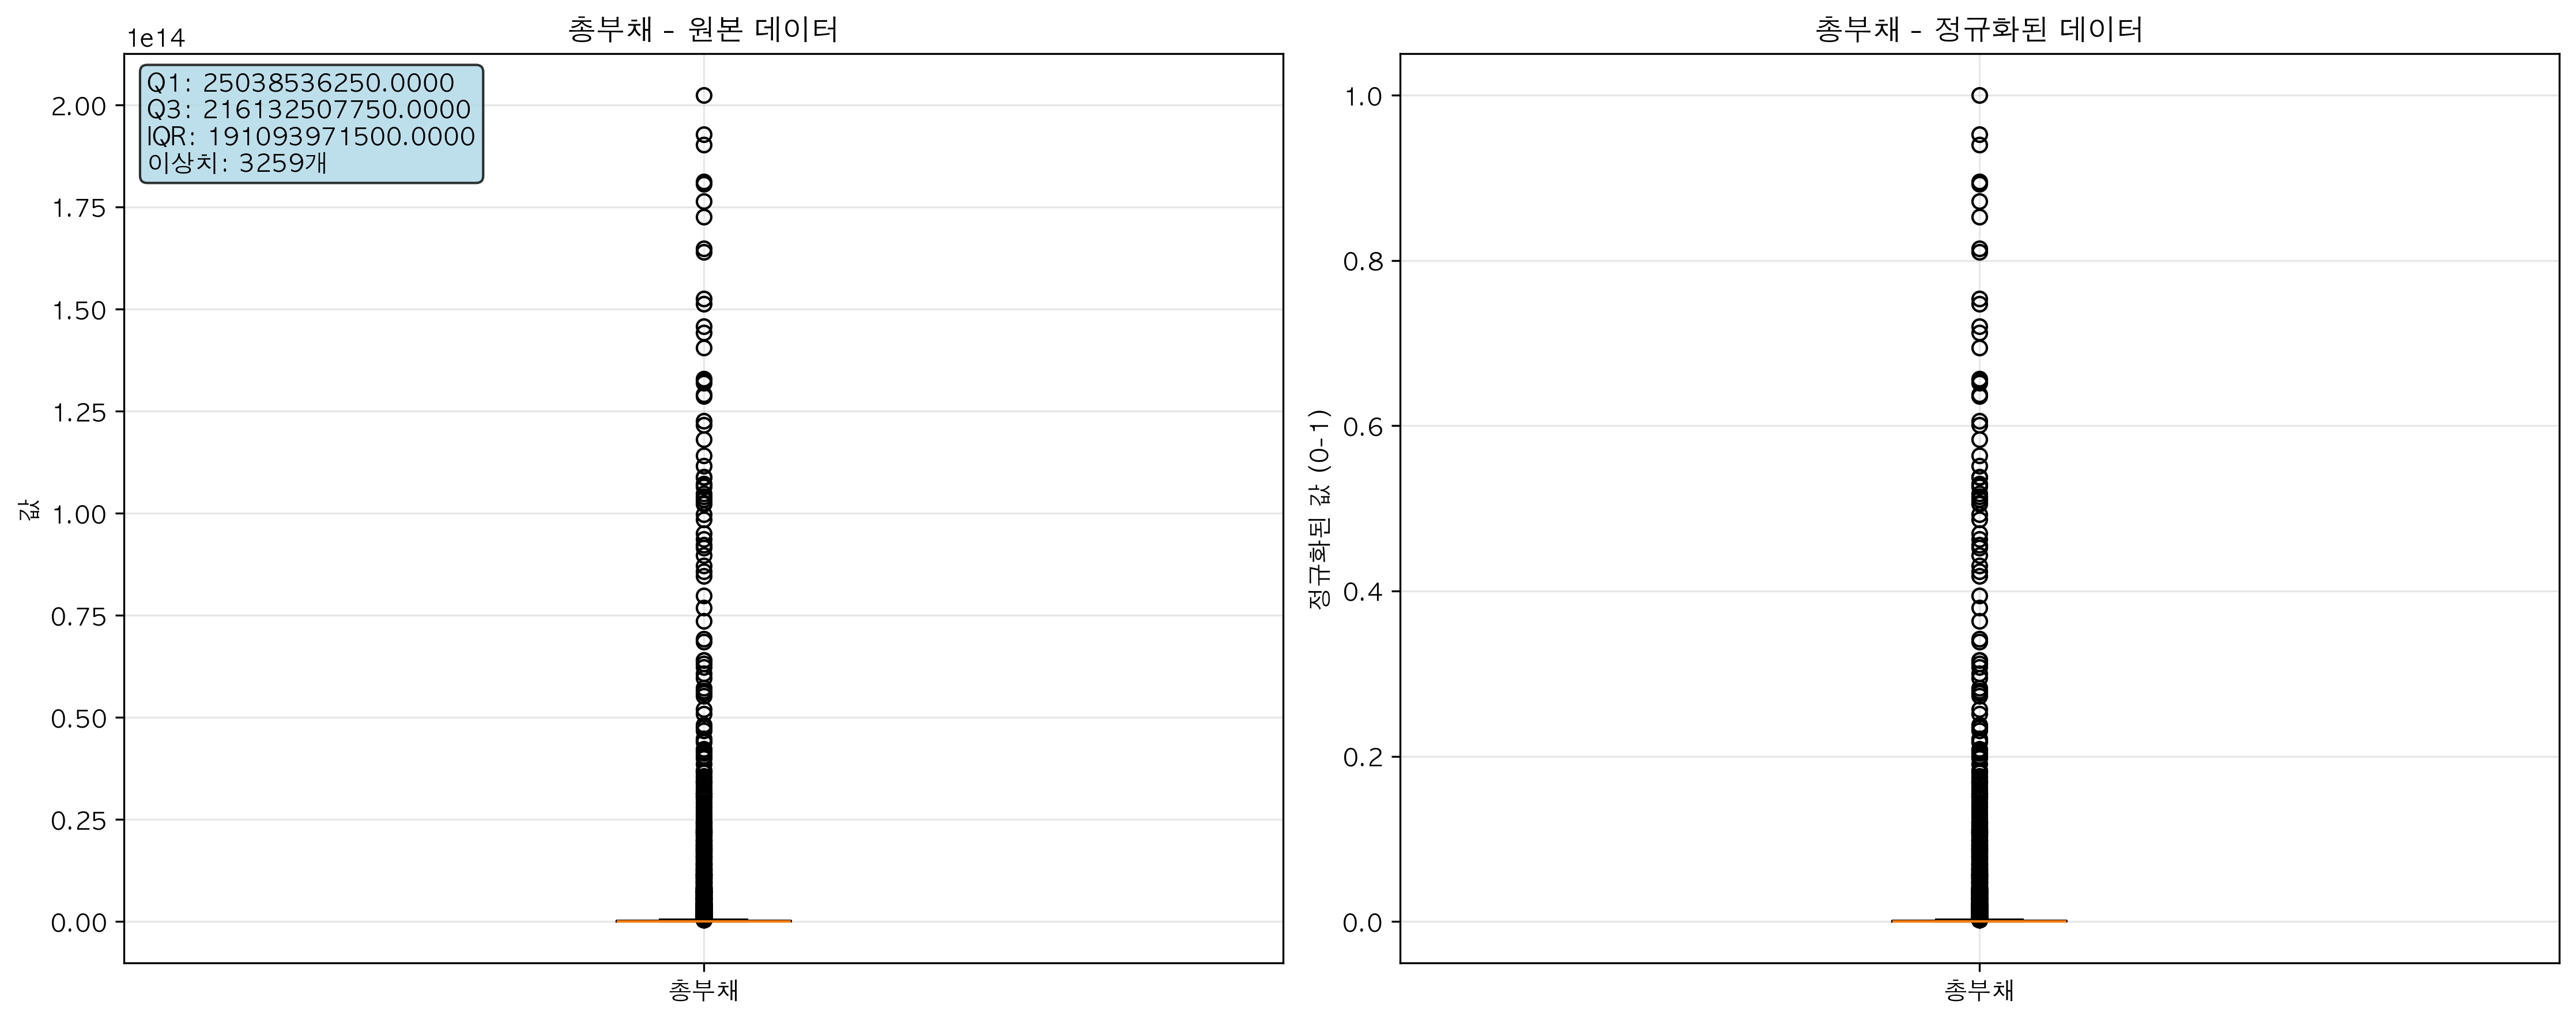 총부채 - 원본 데이터
1e14
Q1: 25038536250.0000
Q3: 216132507750.0000
IQR: 191093971500.0000
이상치: 3259개
2.00
1.75
1.50
1.25
1.00
0.75
0.50
0.25
0.00
값
총부채
총부채 - 정규화된 데이터
1.0
0.8
0.6
0.4
0.2
0.0
정규화된 값 (0-1)
총부채